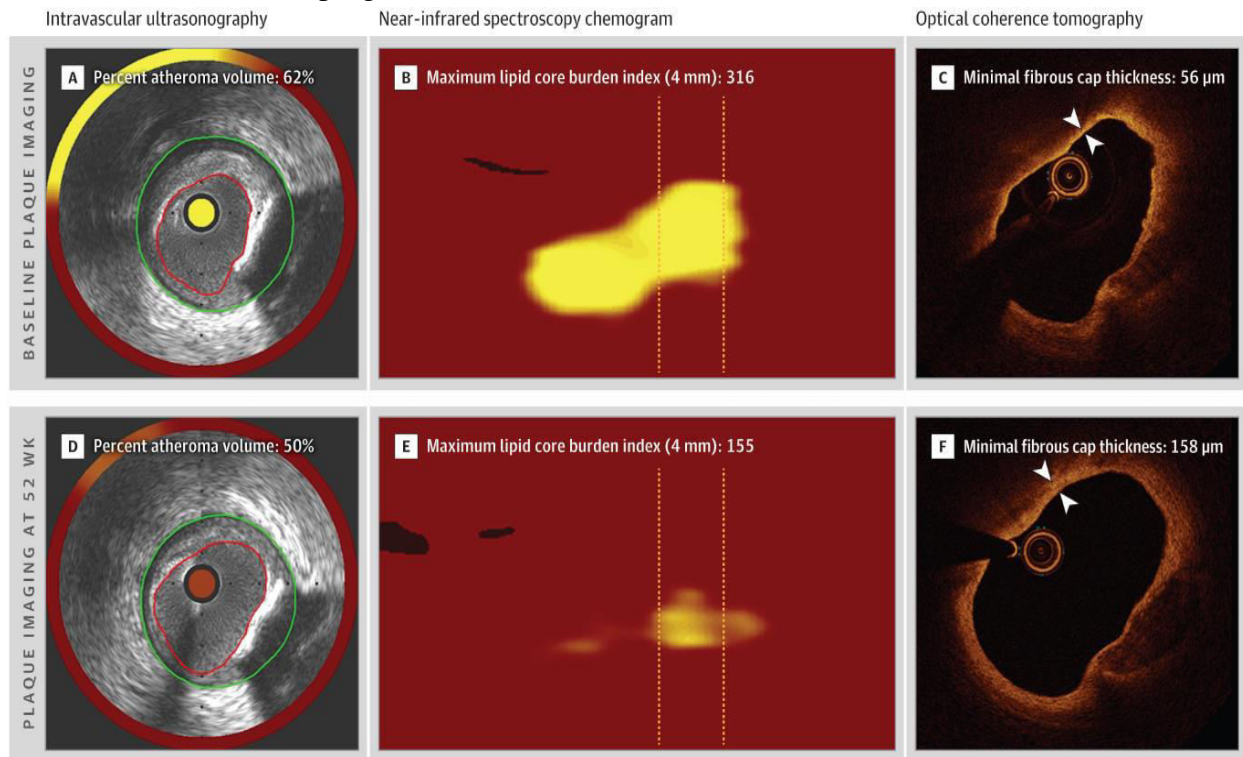 Intravascular ultrasonography
Near-infrared spectroscopy chemogram
Optical coherence tomography
BASELINE PLAQUE IMAGING
A Percent atheroma volume: 62%
B Maximum lipid core burden index (4 mm): 316
C Minimal fibrous cap thickness: 56 μm
PLAQUE IMAGING AT 52 WK
D Percent atheroma volume: 50%
E Maximum lipid core burden index (4 mm): 155
F Minimal fibrous cap thickness: 158 μm